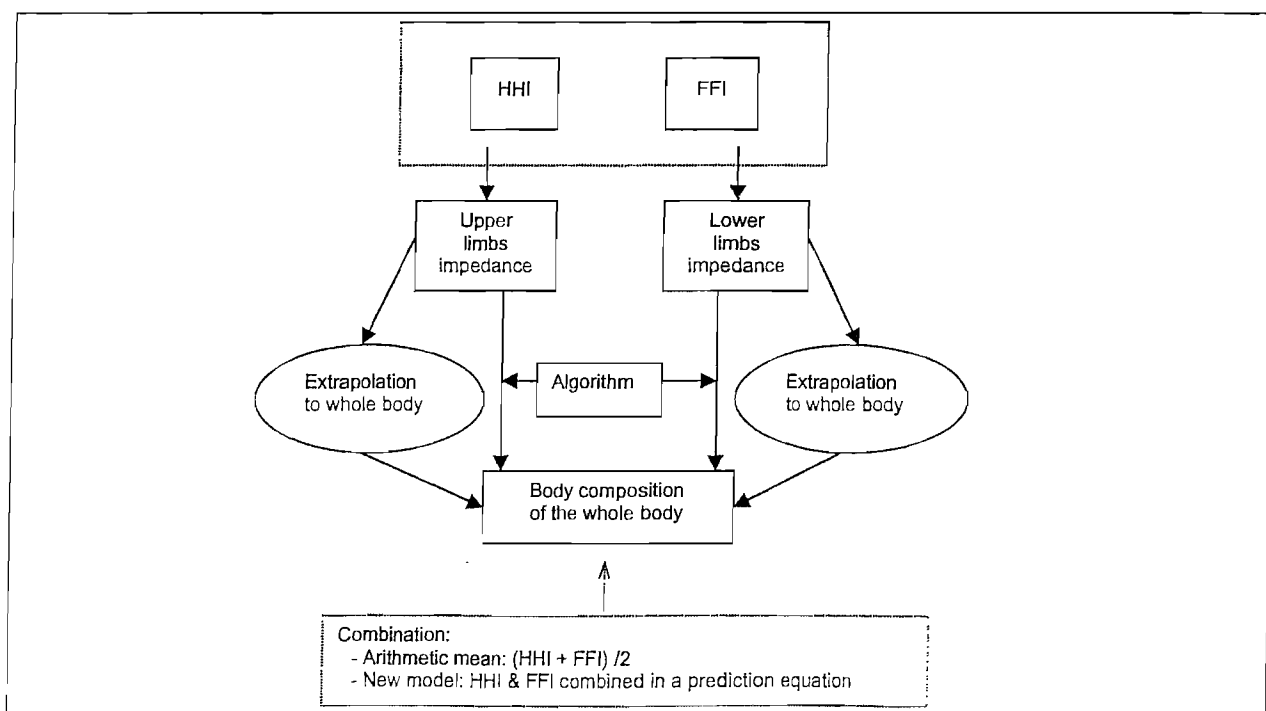 HHI
FFI
Upper
limbs
impedance
Lower
limbs
impedance
Extrapolation
to whole body
Algorithm
Extrapolation
to whole body
Body composition
of the whole body
Combination:
- Arithmetic mean: (HHI + FFI) /2
- New model: HHI & FFI combined in a prediction equation